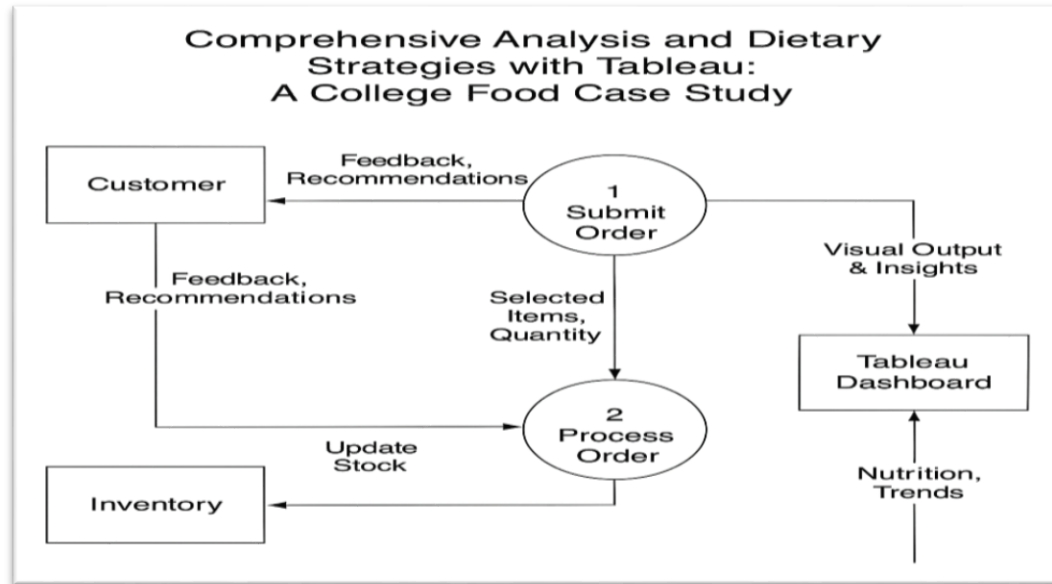 Comprehensive Analysis and Dietary
Strategies with Tableau:
A College Food Case Study
Customer
Feedback,
Recommendations
1
Submit
Order
Visual Output
& Insights
Feedback,
Recommendations
Selected
Items,
Quantity
Tableau
Dashboard
2
Process
Order
Update
Stock
Inventory
Nutrition,
Trends